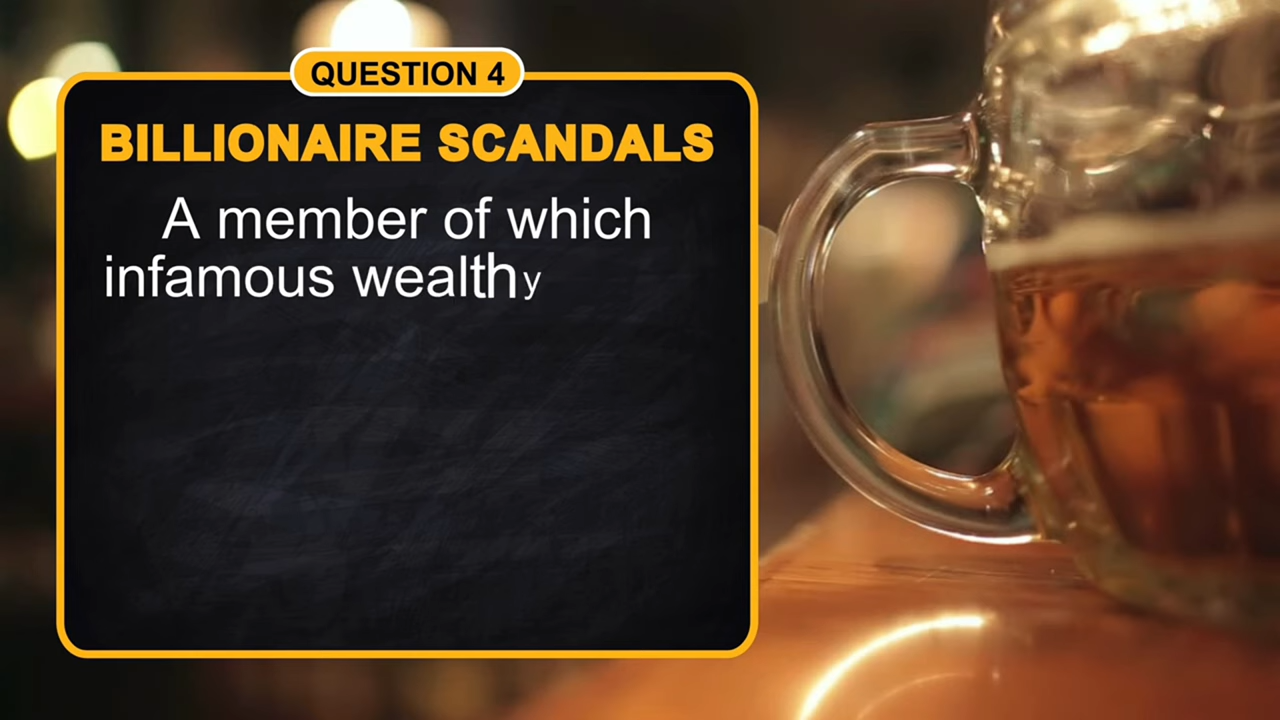 QUESTION 4
BILLIONAIRE SCANDALS
A member of which
infamous wealthy